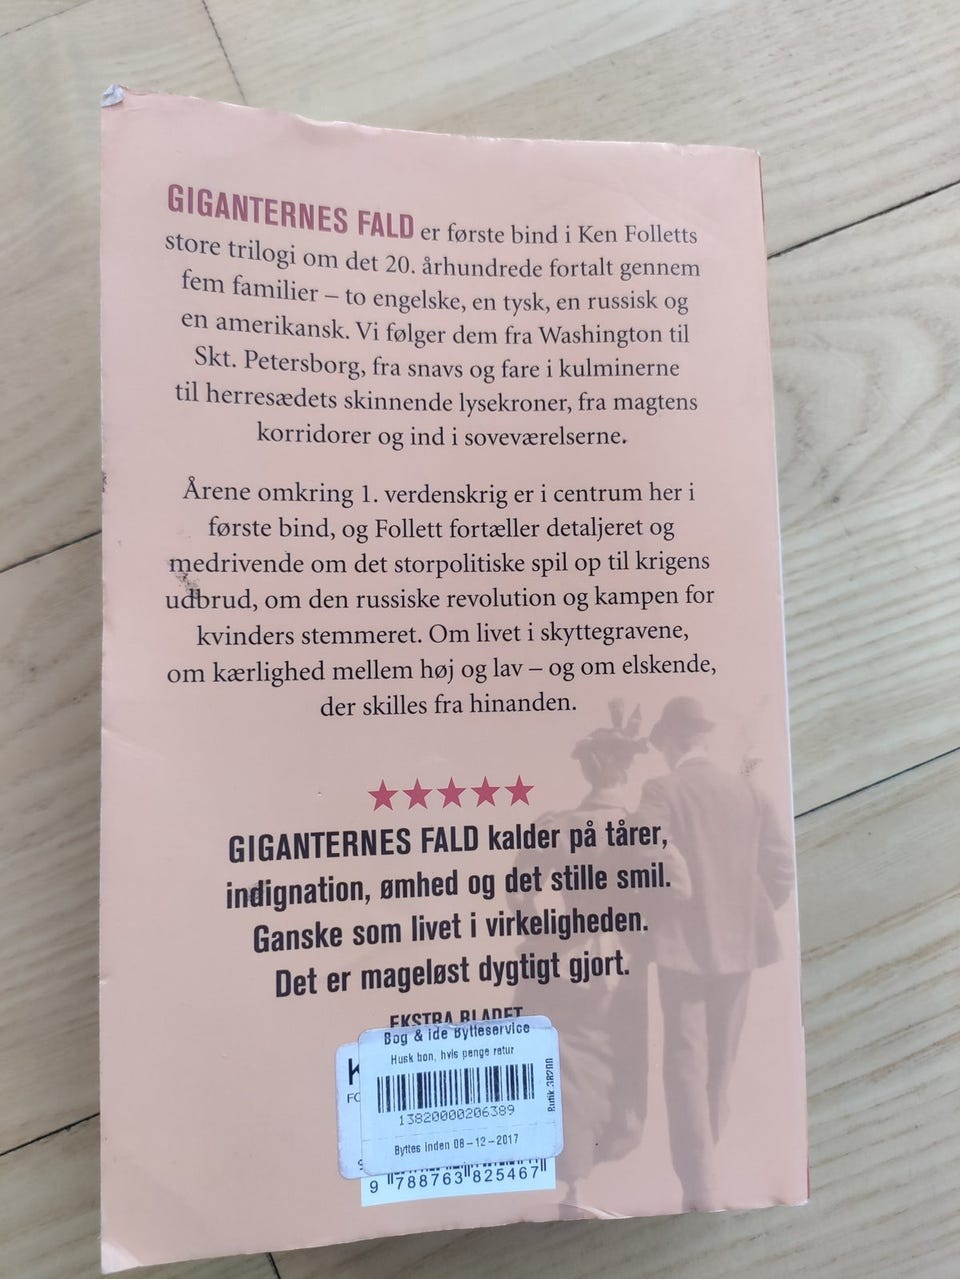 GIGANTERNES FALD er første bind i Ken Folletts
store trilogi om det 20. århundrede fortalt gennem
fem familier – to engelske, en tysk, en russisk og
en amerikansk. Vi følger dem fra Washington til
Skt. Petersborg, fra snavs og fare i kulminerne
til herresædets skinnende lysekroner, fra magtens
korridorer og ind i soveværelserne.
Årene omkring 1. verdenskrig er i centrum her i
første bind, og Follett fortæller detaljeret og
medrivende om det storpolitiske spil op til krigens
udbrud, om den russiske revolution og kampen for
kvinders stemmeret. Om livet i skyttegravene,
om kærlighed mellem høj og lav – og om elskende,
der skilles fra hinanden.
★★★★★
GIGANTERNES FALD kalder på tårer,
indignation, ømhed og det stille smil.
Ganske som livet i virkeligheden.
Det er mageløst dygtigt gjort.
EKSTRA BLADET
Bog & ide Bytteservice
Husk bon, hvis penge retur
13820000206389
Butik 38200
Byttes inden 08-12-2017
9 788763 825467